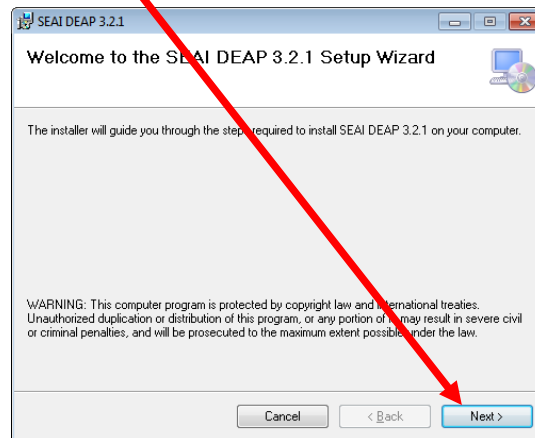 SEAI DEAP 3.2.1
Welcome to the SEAI DEAP 3.2.1 Setup Wizard
The installer will guide you through the steps required to install SEAI DEAP 3.2.1 on your computer.
WARNING: This computer program is protected by copyright law and international treaties.
Unauthorized duplication or distribution of this program, or any portion of it, may result in severe civil
or criminal penalties, and will be prosecuted to the maximum extent possible under the law.
Cancel
< Back
Next >